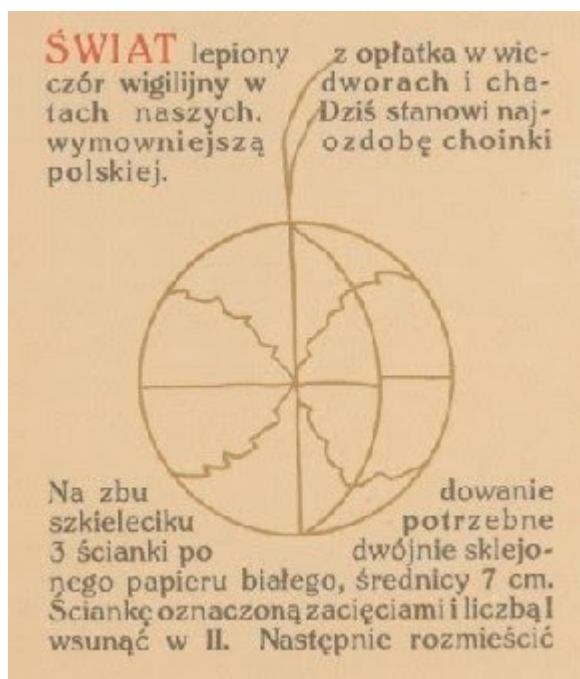 ŚWIAT lepiony z opłatka w wie-
czór wigilijny w dworach i cha-
tach naszych. Dziś stanowi naj-
wymowniejszą ozdobę choinki
polskiej.
Na zbu dowanie
szkieleciku potrzebne
3 ścianki po dwójnie sklejo-
nego papieru białego, średnicy 7 cm.
Ściankę oznaczoną zacięciami i liczbą I
wsunąć w II. Następnie rozmieścić